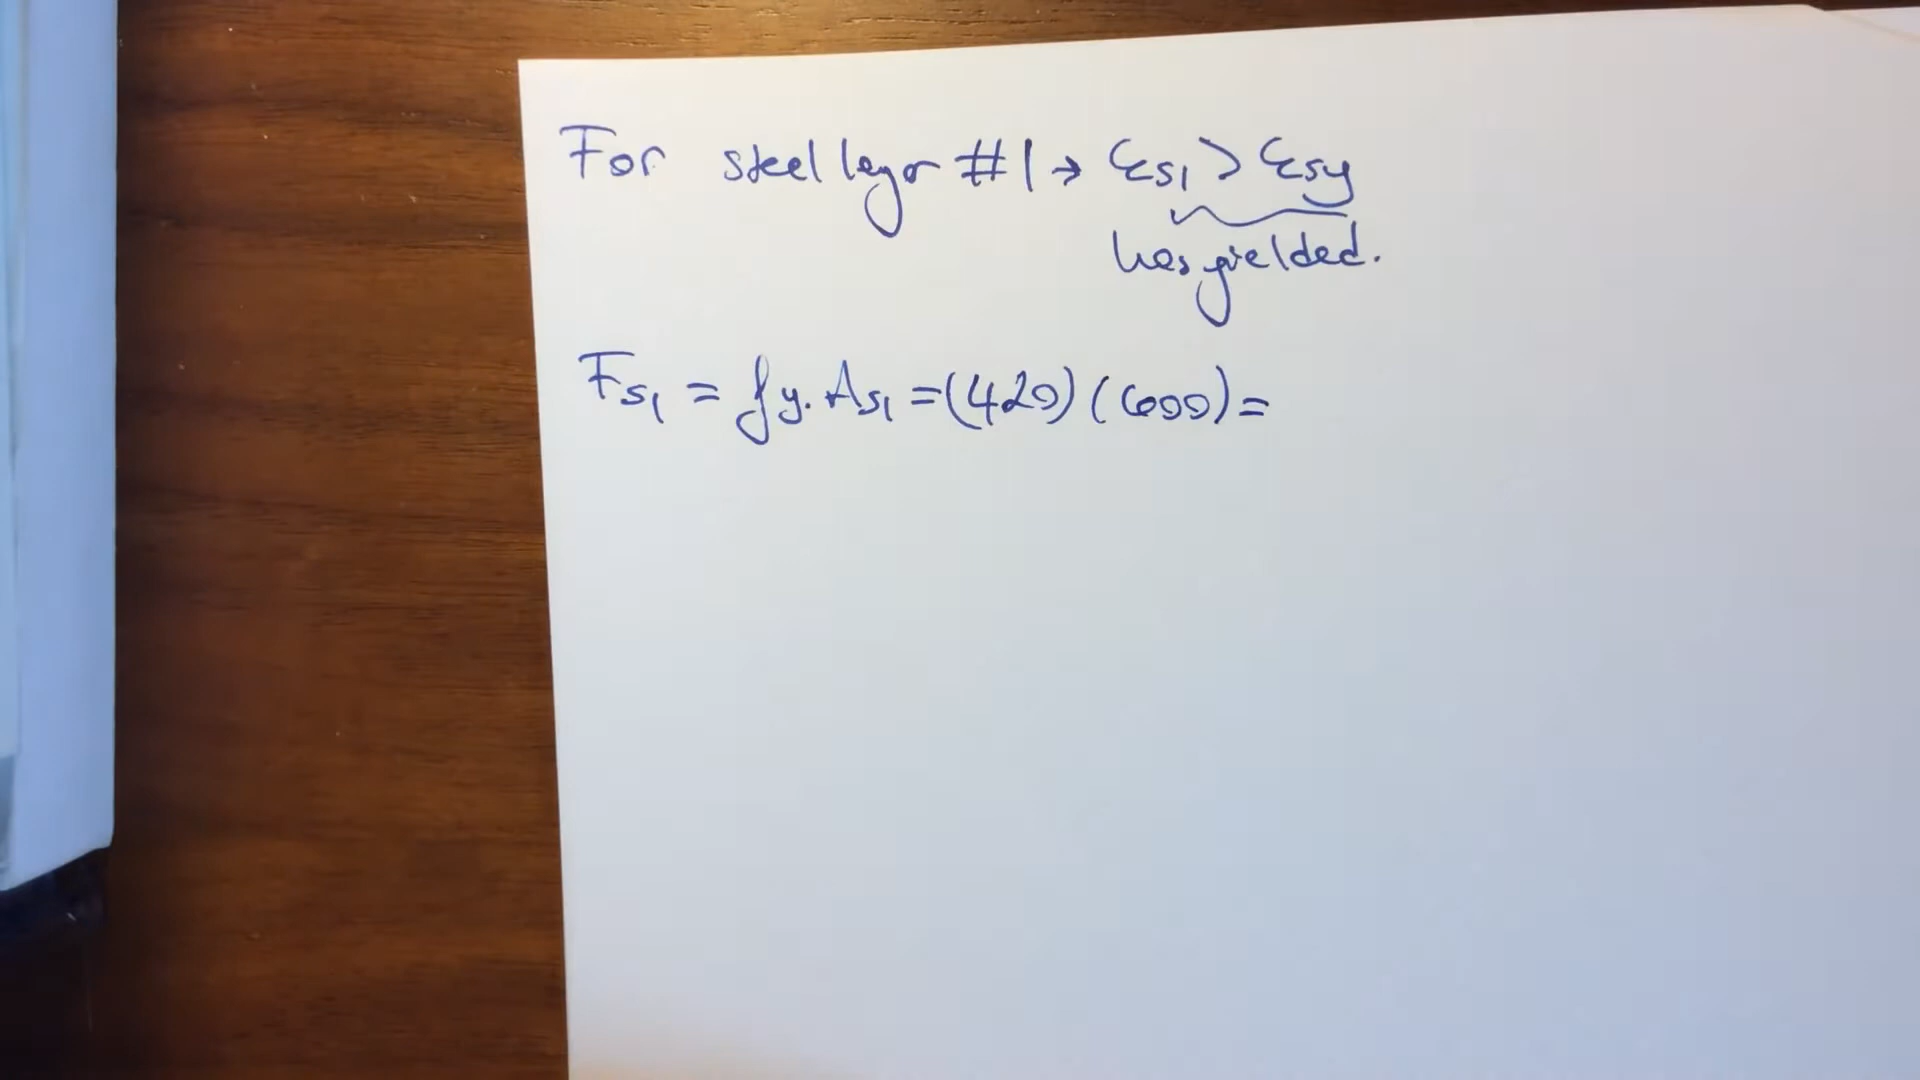 For steel layer #1 → εs1 > εsy
has yielded.
Fs1 = fy. As1 = (420) (600) =